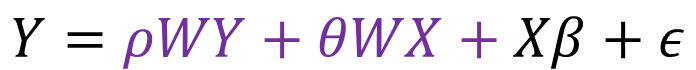 Y = ρWY + θWX + Xβ + ϵ